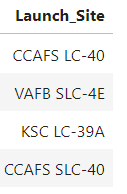 Launch_Site
CCAFS LC-40
VAFB SLC-4E
KSC LC-39A
CCAFS SLC-40